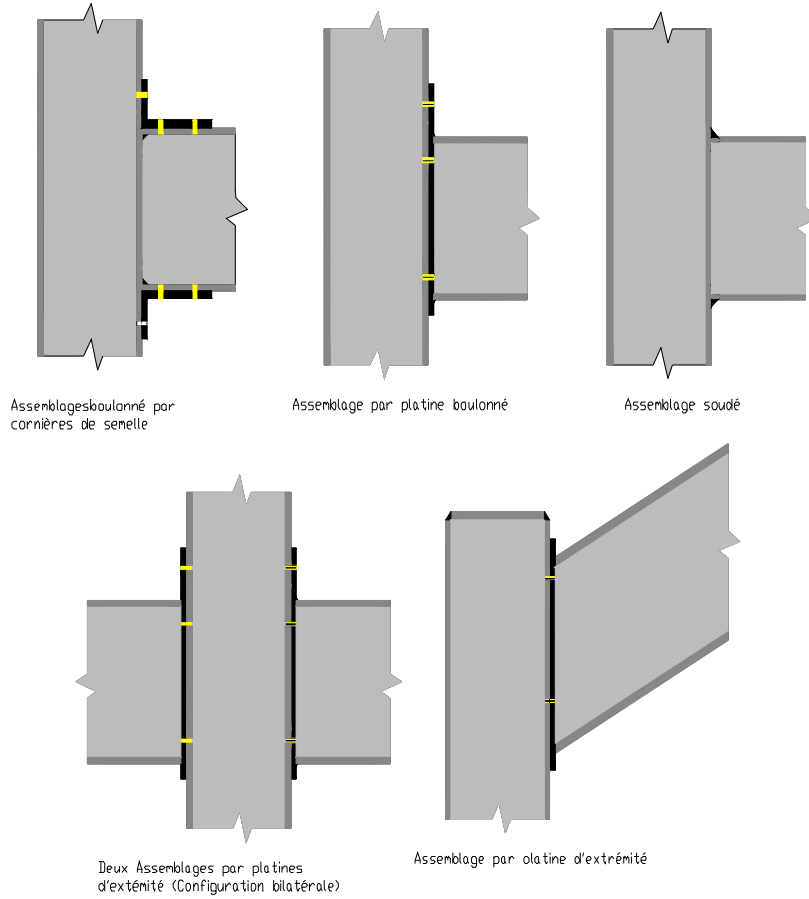 Assemblagesboulonné par
cornières de semelle
Assemblage par platine boulonné
Assemblage soudé
Deux Assemblages par platines
d'extémité (Configuration bilatérale)
Assemblage par olatine d'extrémité